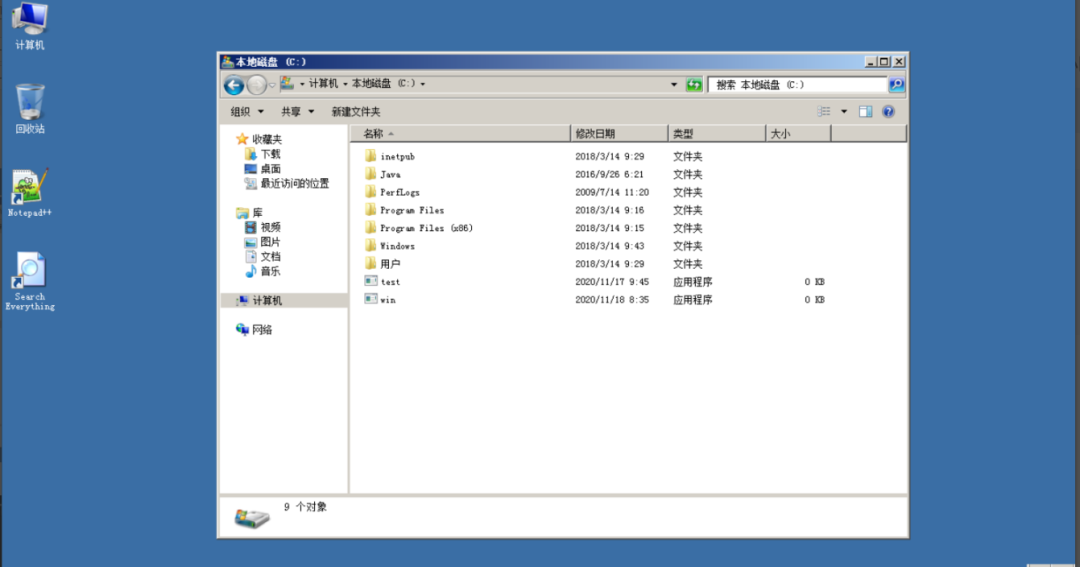 计算机
回收站
Notepad++
Search
Everything
本地磁盘 (C:)
计算机 本地磁盘 (C:)
搜索 本地磁盘 (C:)
组织 共享 新建文件夹
收藏夹
下载
桌面
最近访问的位置
库
视频
图片
文档
音乐
计算机
网络
名称 修改日期 类型 大小
inetpub 2018/3/14 9:29 文件夹
Java 2016/9/26 6:21 文件夹
PerfLogs 2009/7/14 11:20 文件夹
Program Files 2018/3/14 9:16 文件夹
Program Files (x86) 2018/3/14 9:15 文件夹
Windows 2018/3/14 9:43 文件夹
用户 2018/3/14 9:29 文件夹
test 2020/11/17 9:45 应用程序 0 KB
win 2020/11/18 8:35 应用程序 0 KB
9 个对象